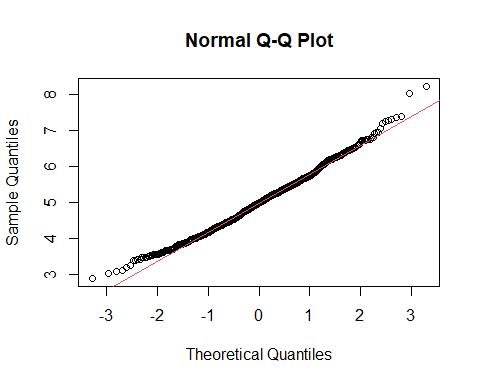 Normal Q-Q Plot
Sample Quantiles
8
7
6
5
4
3
-3 -2 -1 0 1 2 3
Theoretical Quantiles